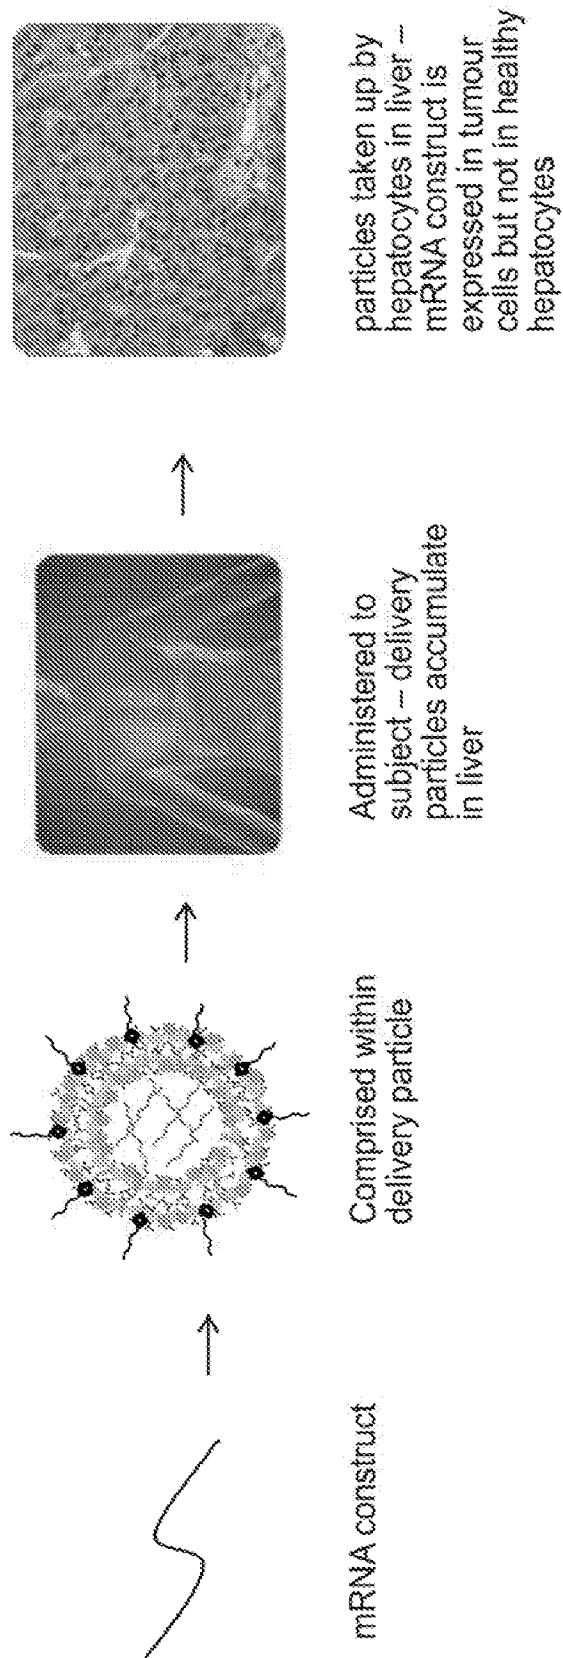 mRNA construct
Comprised within
delivery particle
Administered to
subject – delivery
particles accumulate
in liver
particles taken up by
hepatocytes in liver –
mRNA construct is
expressed in tumour
cells but not in healthy
hepatocytes